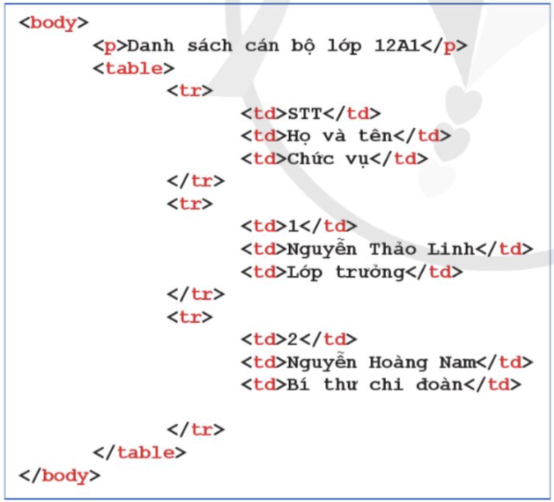 <body>
<p>Danh sách cán bộ lớp 12A1</p>
<table>
<tr>
<td>STT</td>
<td>Họ và tên</td>
<td>Chức vụ</td>
</tr>
<tr>
<td>1</td>
<td>Nguyễn Thảo Linh</td>
<td>Lớp trưởng</td>
</tr>
<tr>
<td>2</td>
<td>Nguyễn Hoàng Nam</td>
<td>Bí thư chi đoàn</td>
</tr>
</table>
</body>